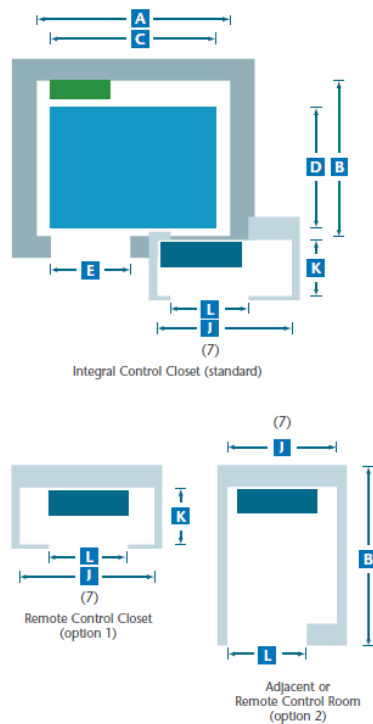 A
C
D B
E
K
L
J
(7)
Integral Control Closet (standard)
(7)
J
K
B
L
J
(7)
Remote Control Closet
(option 1)
L
Adjacent or
Remote Control Room
(option 2)